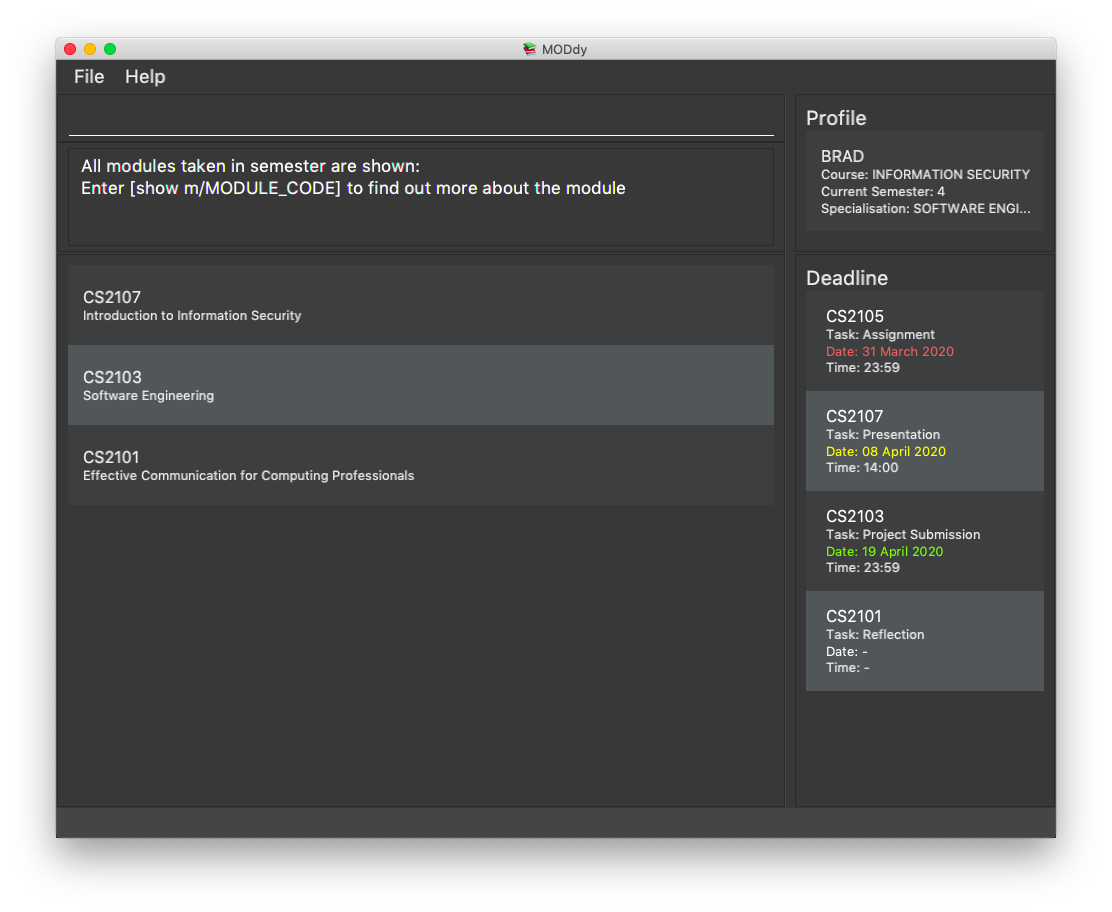 MODdy
File Help
All modules taken in semester are shown:
Enter [show m/MODULE_CODE] to find out more about the module
CS2107
Introduction to Information Security
CS2103
Software Engineering
CS2101
Effective Communication for Computing Professionals
Profile
BRAD
Course: INFORMATION SECURITY
Current Semester: 4
Specialisation: SOFTWARE ENGI...
Deadline
CS2105
Task: Assignment
Date: 31 March 2020
Time: 23:59
CS2107
Task: Presentation
Date: 08 April 2020
Time: 14:00
CS2103
Task: Project Submission
Date: 19 April 2020
Time: 23:59
CS2101
Task: Reflection
Date: -
Time: -